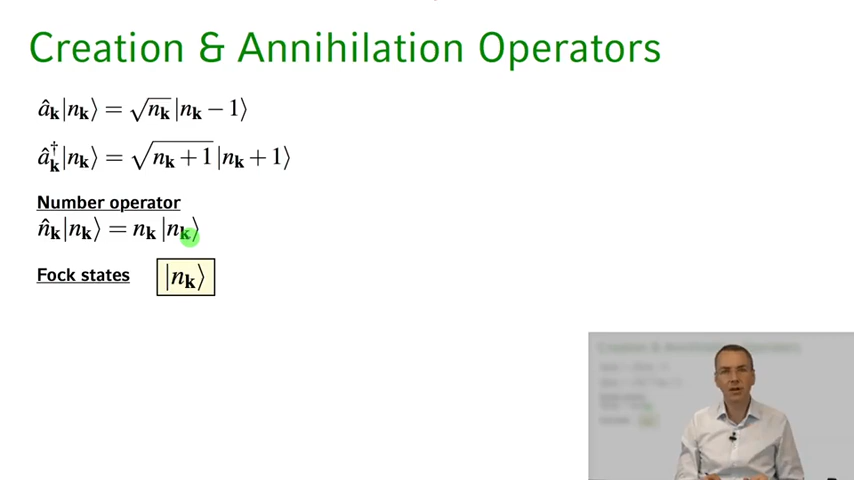 Creation & Annihilation Operators
â_k|n_k⟩ = √n_k |n_k − 1⟩
â†_k|n_k⟩ = √(n_k + 1) |n_k + 1⟩
Number operator
n̂_k|n_k⟩ = n_k |n_k⟩
Fock states |n_k⟩